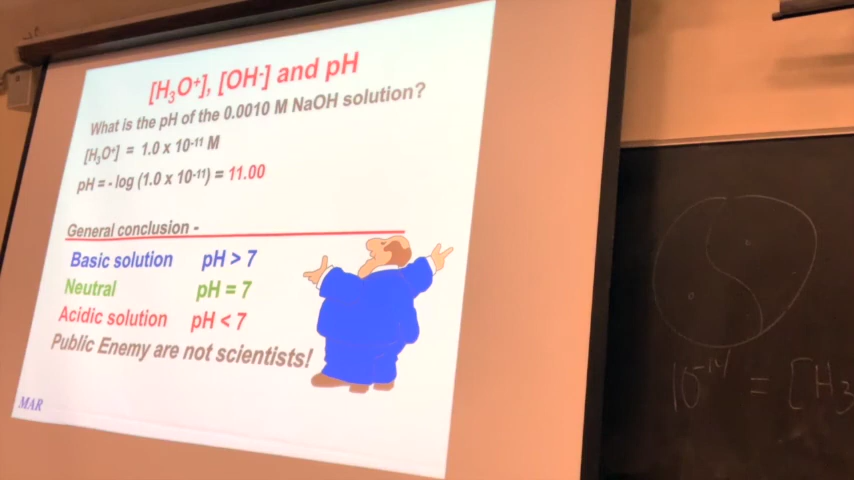 [H₃O⁺], [OH⁻] and pH
What is the pH of the 0.0010 M NaOH solution?
[H₃O⁺] = 1.0 x 10⁻¹¹ M
pH = - log (1.0 x 10⁻¹¹) = 11.00
General conclusion -
Basic solution pH > 7
Neutral pH = 7
Acidic solution pH < 7
Public Enemy are not scientists!
MAR
10⁻¹⁴ = [H₃